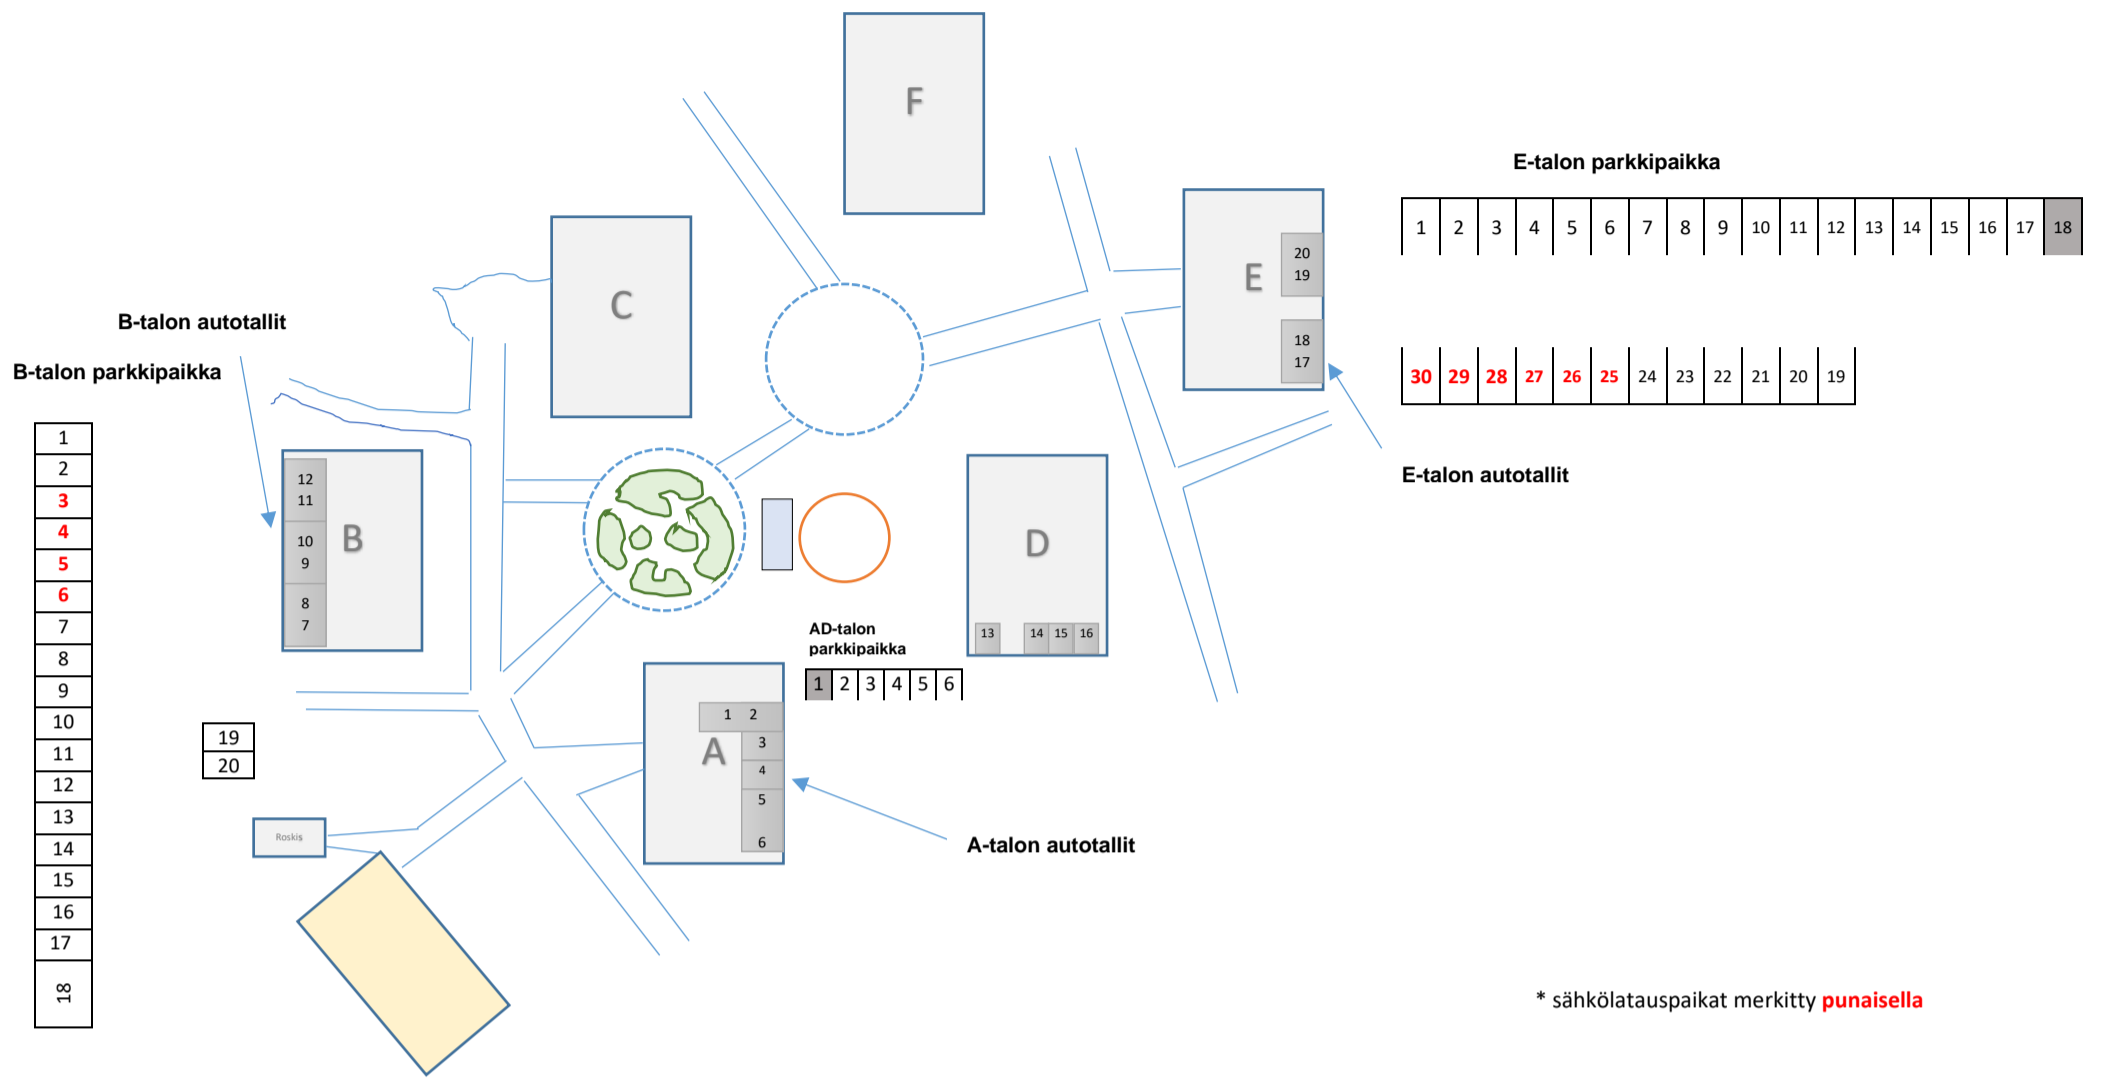 F
E-talon parkkipaikka
1 2 3 4 5 6 7 8 9 10 11 12 13 14 15 16 17 18
E
20
19
18
17
30 29 28 27 26 25 24 23 22 21 20 19
E-talon autotallit
C
B-talon autotallit
B-talon parkkipaikka
1
2
3
4
5
6
7
8
9
10
11
12
13
14
15
16
17
18
19
20
12
11
10
9
8
7
B
D
13 14 15 16
AD-talon
parkkipaikka
1 2 3 4 5 6
1 2
3
A
4
5
6
A-talon autotallit
Roskis
* sähkölatauspaikat merkitty punaisella